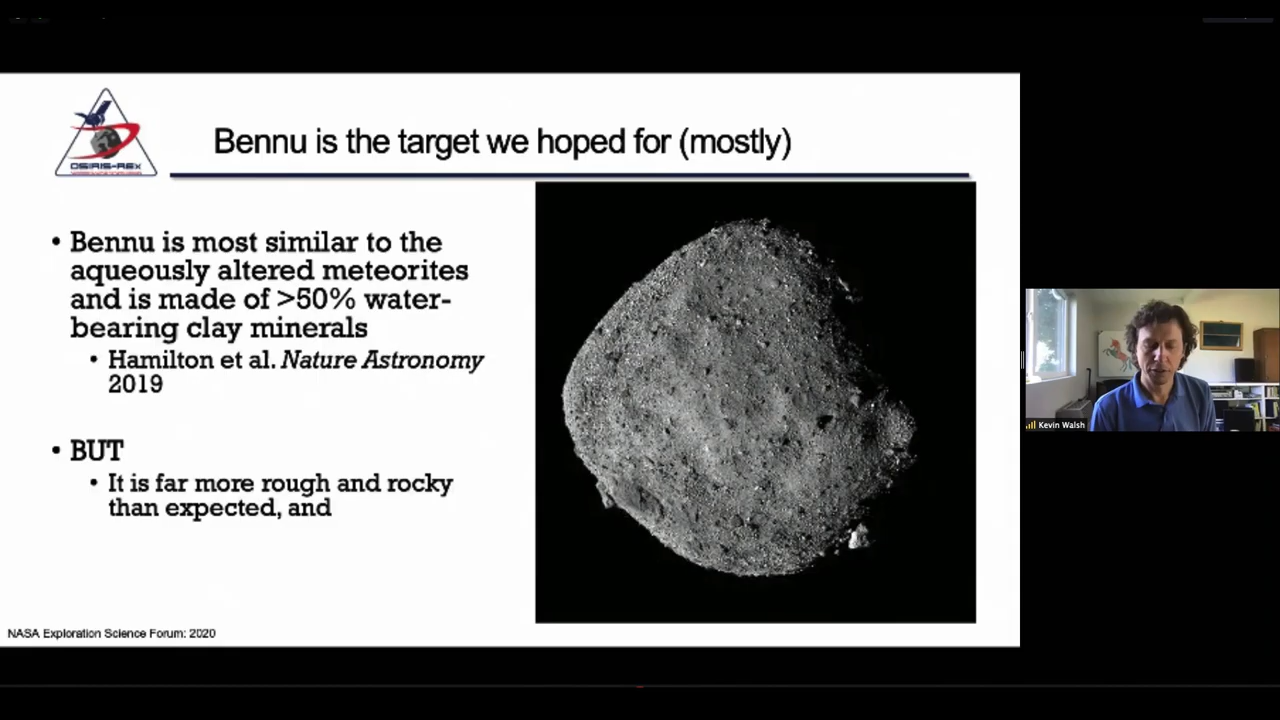 OSIRIS-REx
Bennu is the target we hoped for (mostly)
• Bennu is most similar to the
aqueously altered meteorites
and is made of >50% water-
bearing clay minerals
• Hamilton et al. Nature Astronomy
2019
• BUT
• It is far more rough and rocky
than expected, and
NASA Exploration Science Forum: 2020
Kevin Walsh